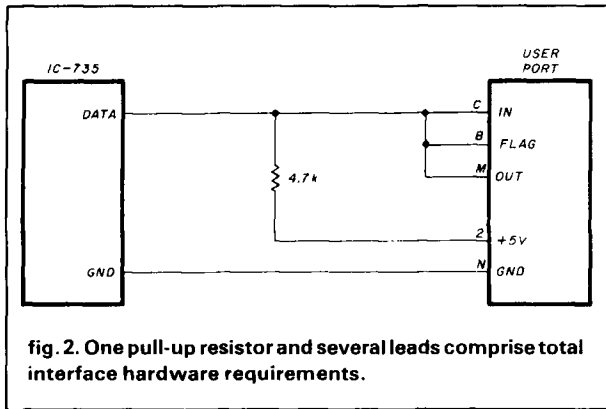 IC-735
USER
PORT
DATA
C
IN
B
FLAG
M
OUT
4.7k
2
+5V
GND
N
GND
fig. 2. One pull-up resistor and several leads comprise total
interface hardware requirements.